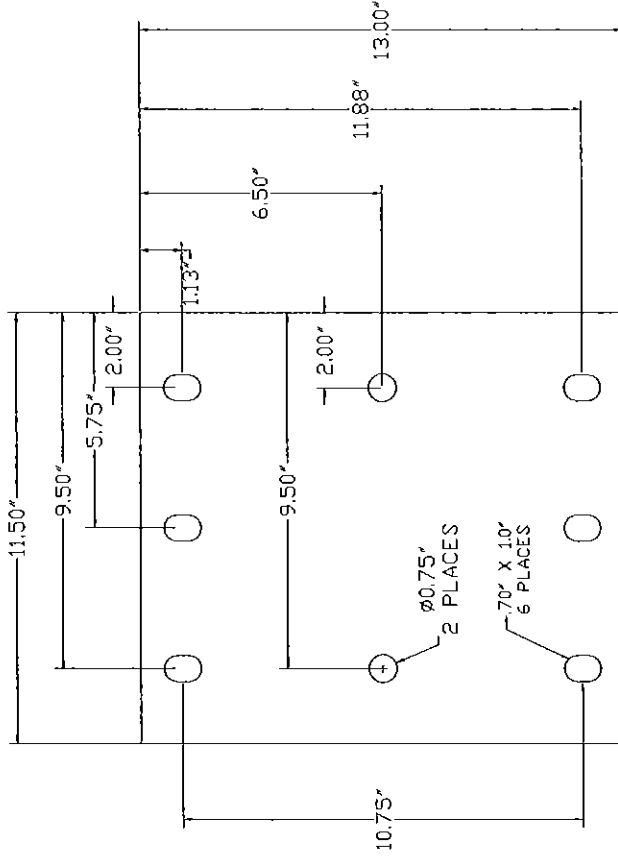 11.50"
9.50"
5.75"
2.00"
1.13"
6.50"
11.88"
13.00"
9.50"
2.00"
Ø0.75"
2 PLACES
.70" X 1.0"
6 PLACES
10.75"